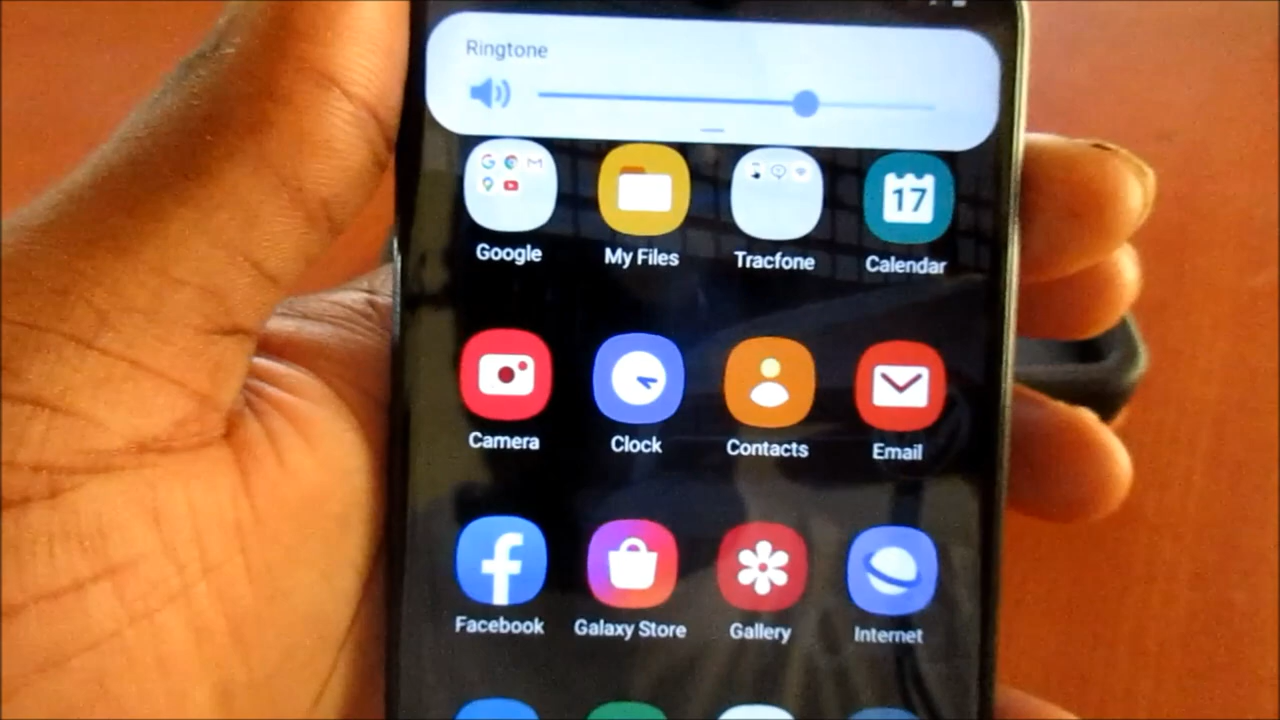 Ringtone
Google
My Files
Tracfone
17
Calendar
Camera
Clock
Contacts
Email
Facebook
Galaxy Store
Gallery
Internet